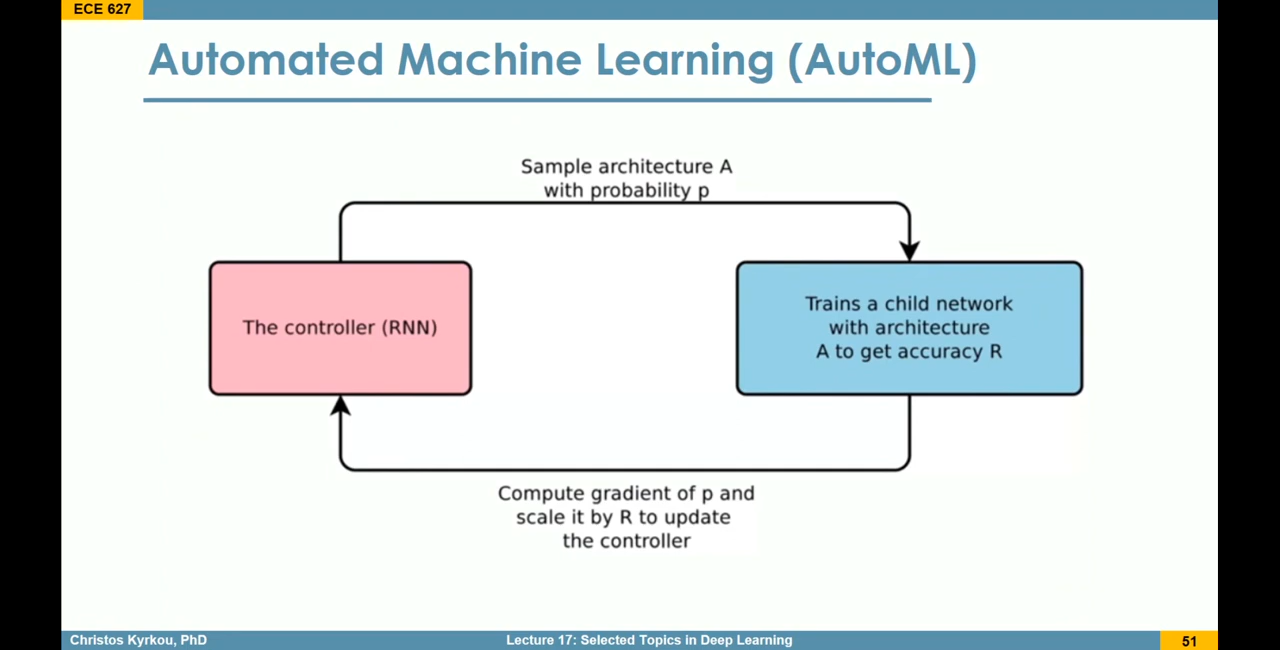 ECE 627
Automated Machine Learning (AutoML)
Sample architecture A
with probability p
The controller (RNN)
Trains a child network
with architecture
A to get accuracy R
Compute gradient of p and
scale it by R to update
the controller
Christos Kyrkou, PhD
Lecture 17: Selected Topics in Deep Learning
51